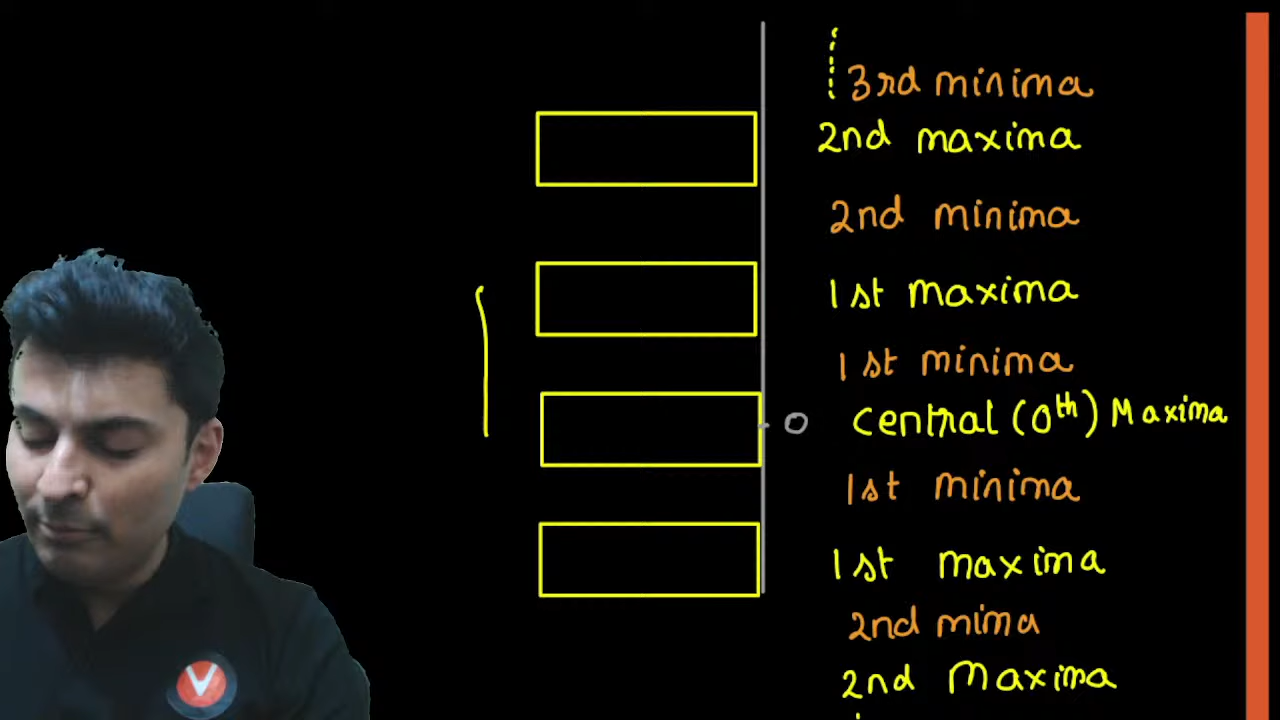 3rd minima
2nd maxima
2nd minima
1st maxima
1st minima
O central (0th) Maxima
1st minima
1st maxima
2nd mima
2nd Maxima
V